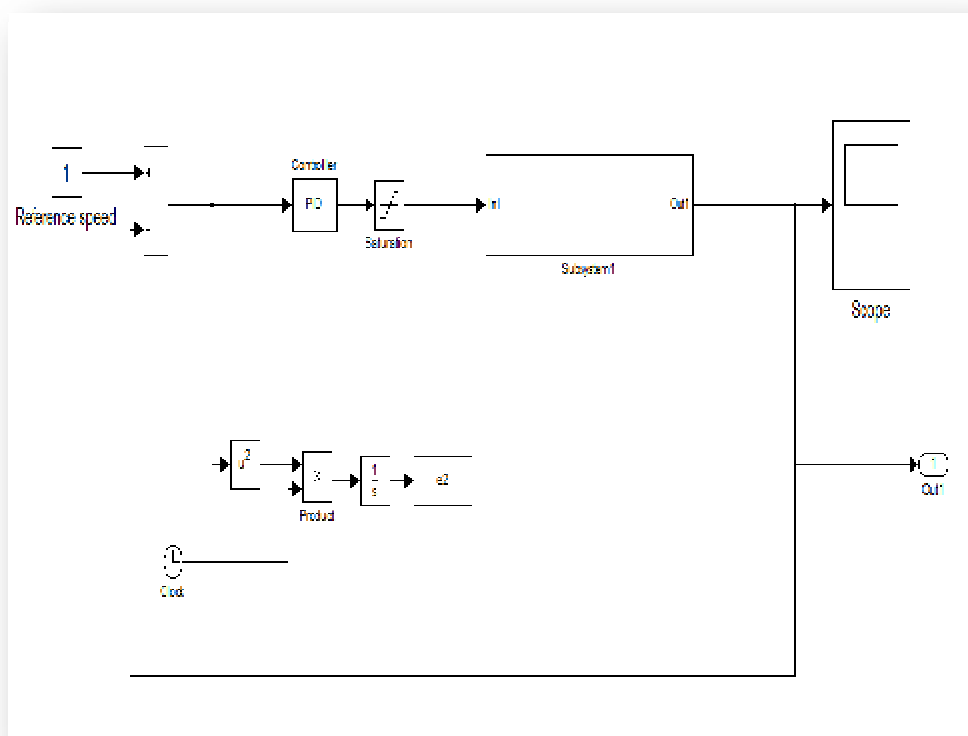 Controller
1
+
PID
In1
Out1
Reference speed
-
Saturation
Subsystem1
Scope
u2
1
s
x
e2
1
Product
Out1
Clock